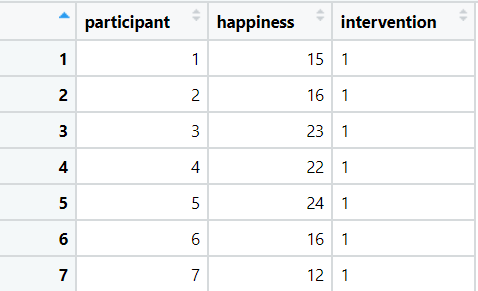 participant happiness intervention
1 1 15 1
2 2 16 1
3 3 23 1
4 4 22 1
5 5 24 1
6 6 16 1
7 7 12 1